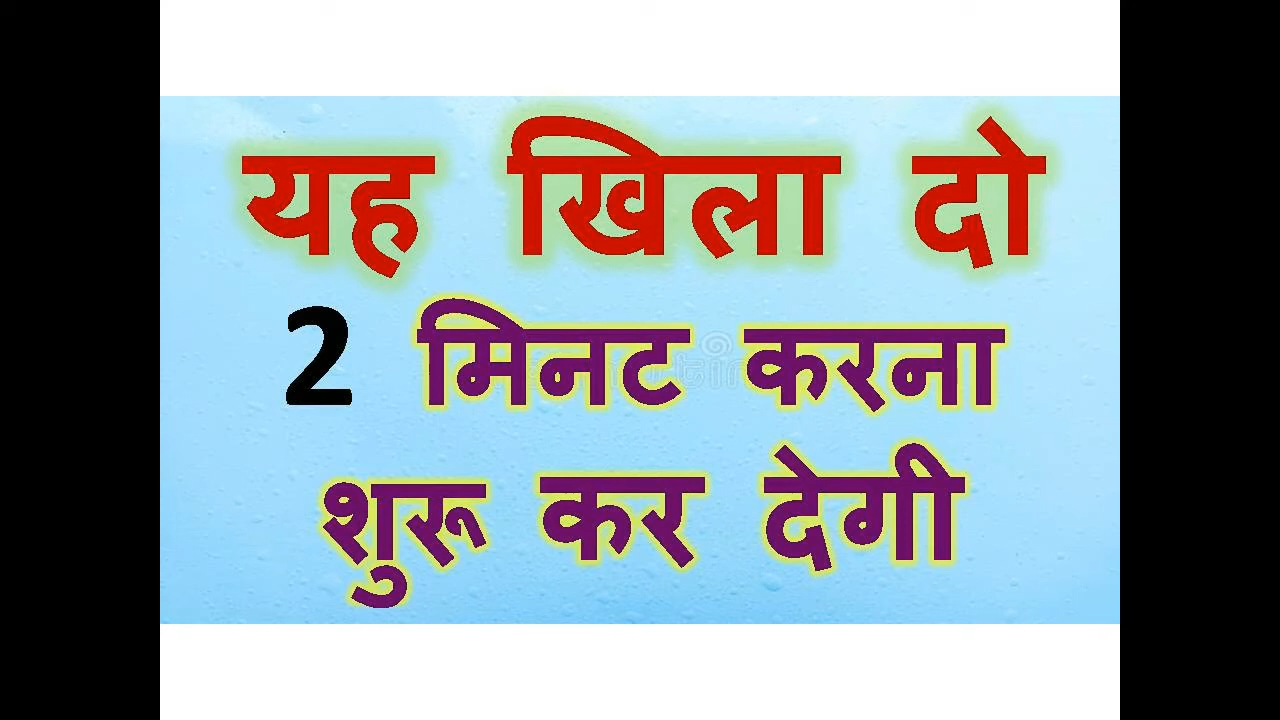 यह खिला दो
2 मिनट करना
शुरू कर देगी